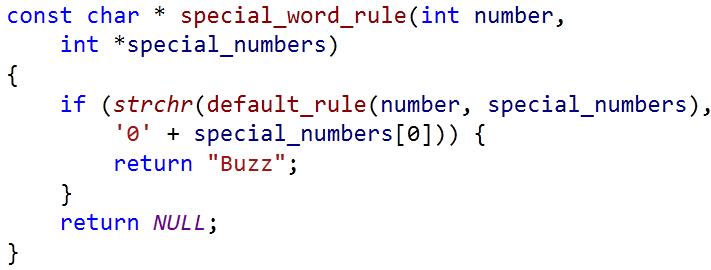 const char * special_word_rule(int number,
    int *special_numbers)
{
    if (strchr(default_rule(number, special_numbers),
        '0' + special_numbers[0])) {
        return "Buzz";
    }
    return NULL;
}